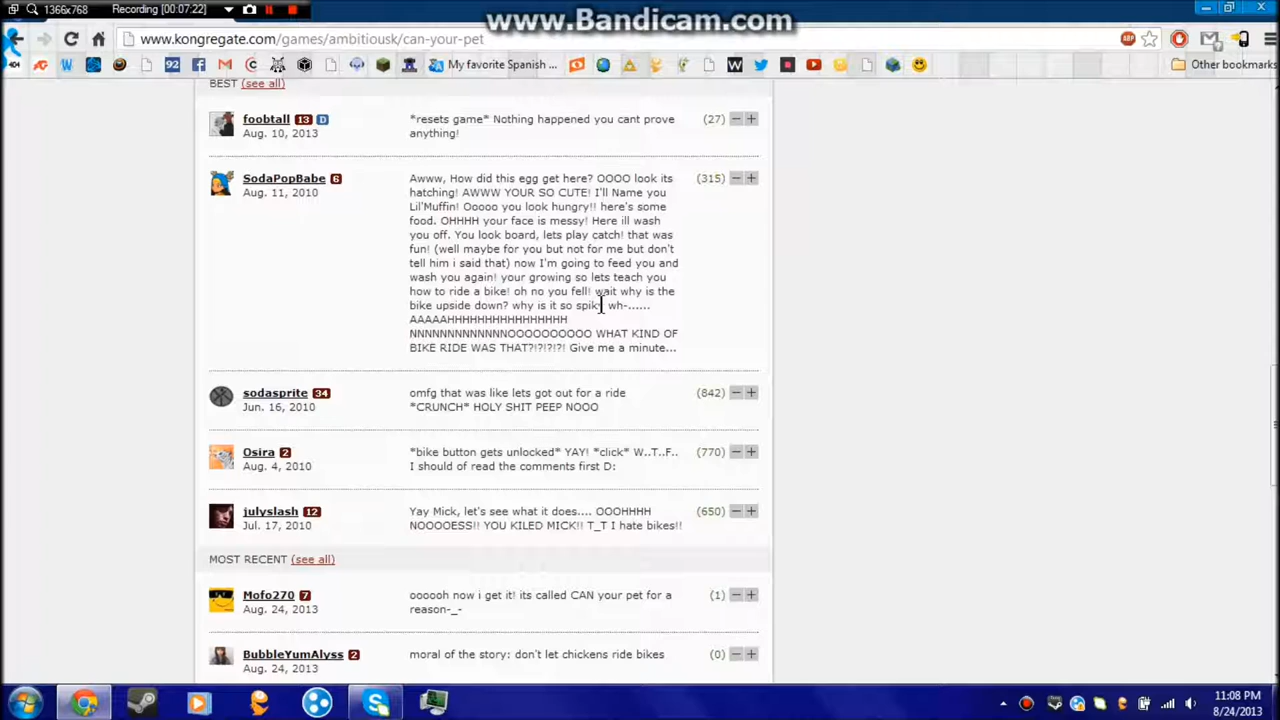 1366x768 Recording [00:07:22]
www.Bandicam.com
www.kongregate.com/games/ambitiousk/can-your-pet
404 92 My favorite Spanish ... W Other bookmarks
BEST (see all)
foobtall 13 D
Aug. 10, 2013
*resets game* Nothing happened you cant prove
anything!
(27)
SodaPopBabe 6
Aug. 11, 2010
Awww, How did this egg get here? OOOO look its
hatching! AWWW YOUR SO CUTE! I'll Name you
Lil'Muffin! Ooooo you look hungry!! here's some
food. OHHHH your face is messy! Here ill wash
you off. You look board, lets play catch! that was
fun! (well maybe for you but not for me but don't
tell him i said that) now I'm going to feed you and
wash you again! your growing so lets teach you
how to ride a bike! oh no you fell! wait why is the
bike upside down? why is it so spiky wh-......
AAAAAHHHHHHHHHHHHHHHH
NNNNNNNNNNNNNOOOOOOOOOO WHAT KIND OF
BIKE RIDE WAS THAT?!?!?!?! Give me a minute...
(315)
sodasprite 34
Jun. 16, 2010
omfg that was like lets got out for a ride
*CRUNCH* HOLY SHIT PEEP NOOO
(842)
Osira 2
Aug. 4, 2010
*bike button gets unlocked* YAY! *click* W..T..F..
I should of read the comments first D:
(770)
julyslash 12
Jul. 17, 2010
Yay Mick, let's see what it does.... OOOHHHH
NOOOOESS!! YOU KILED MICK!! T_T I hate bikes!!
(650)
MOST RECENT (see all)
Mofo270 7
Aug. 24, 2013
oooooh now i get it! its called CAN your pet for a
reason-_-
(1)
BubbleYumAlyss 2
Aug. 24, 2013
moral of the story: don't let chickens ride bikes
(0)
11:08 PM
8/24/2013